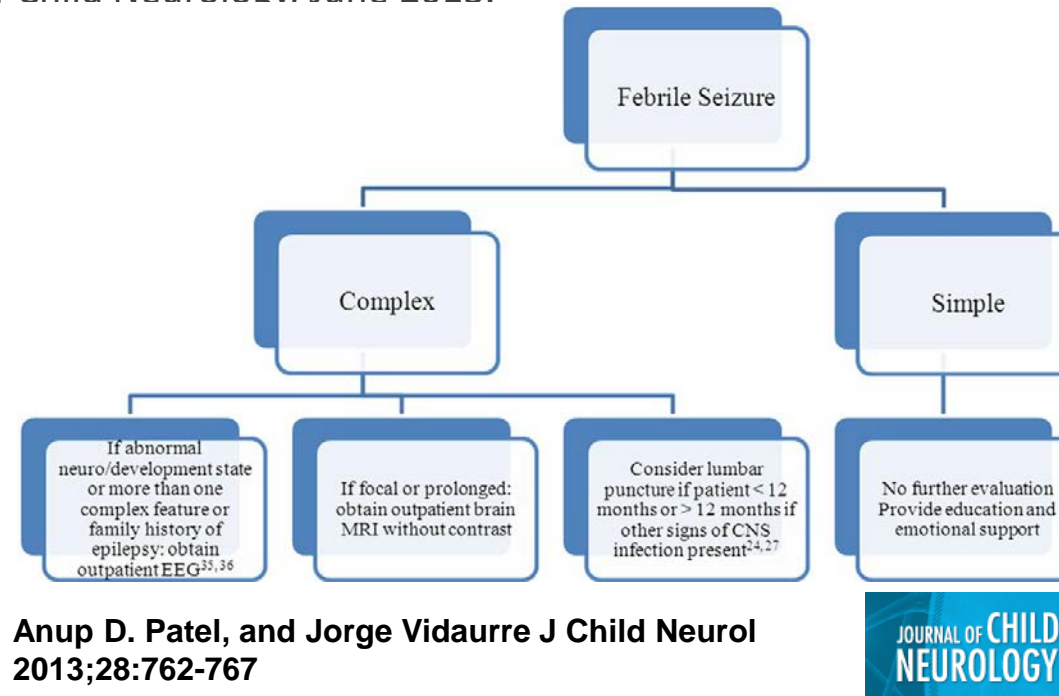 Febrile Seizure
Complex
Simple
If abnormal
neuro/development state
or more than one
complex feature or
family history of
epilepsy: obtain
outpatient EEG35,36
If focal or prolonged:
obtain outpatient brain
MRI without contrast
Consider lumbar
puncture if patient < 12
months or > 12 months if
other signs of CNS
infection present24,27
No further evaluation
Provide education and
emotional support
Anup D. Patel, and Jorge Vidaurre J Child Neurol
2013;28:762-767
JOURNAL OF CHILD
NEUROLOGY